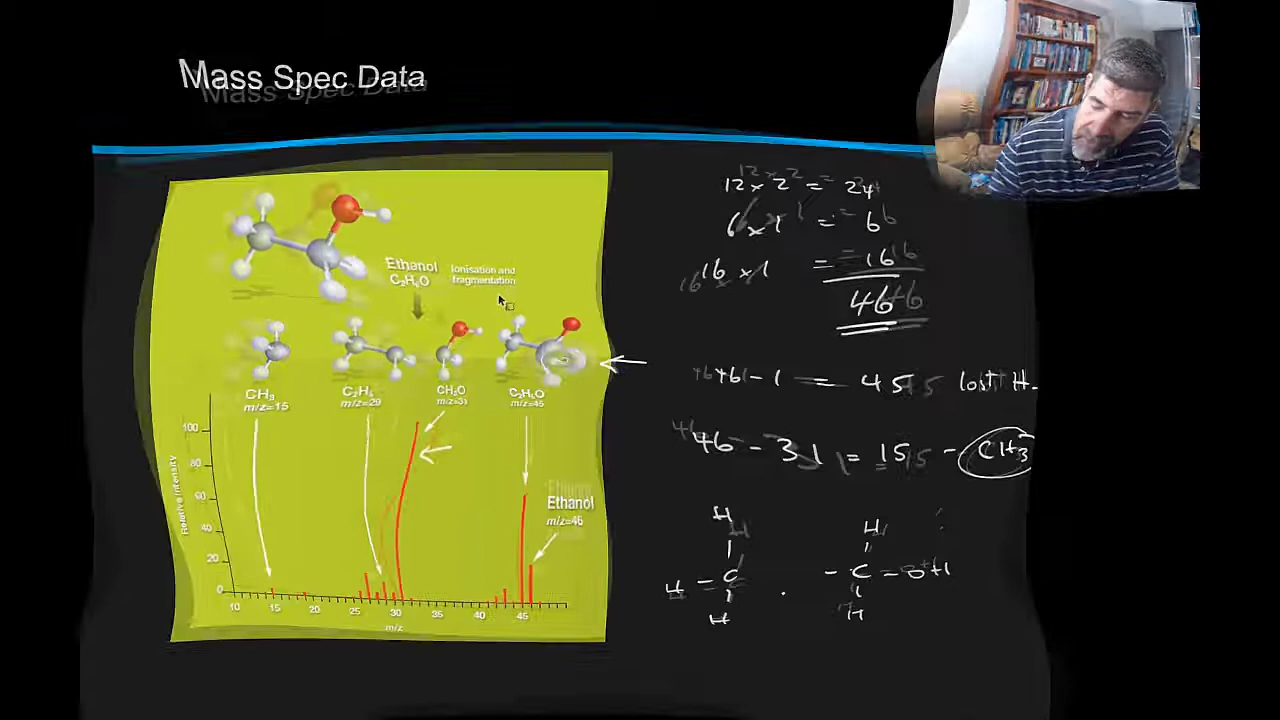 Mass Spec Data
Ethanol
C₂H₆O
Ionisation and
fragmentation
CH₃
m/z=15
C₂H₅
m/z=29
CH₂O
m/z=31
C₂H₆O
m/z=45
Relative Intensity
100
80
60
40
20
0
10
15
20
25
30
35
40
45
m/z
Ethanol
m/z=46
12 x 2 = 24
6 x 1 = 6
16 x 1 = 16
46
46 - 1 = 45 lost H.
46 - 31 = 15 - CH3
H H
H - C - C - OH
H H